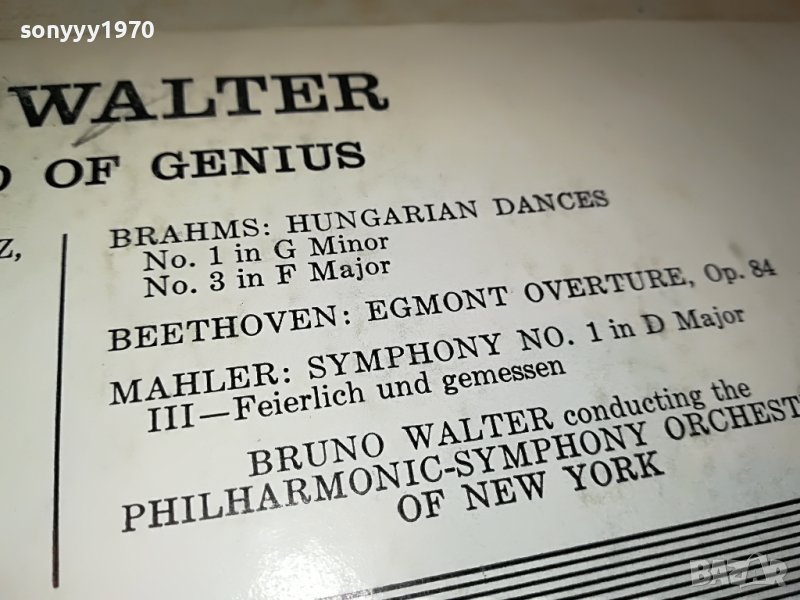 sonyyy1970
WALTER
OF GENIUS
BRAHMS: HUNGARIAN DANCES
No. 1 in G Minor
No. 3 in F Major
BEETHOVEN: EGMONT OVERTURE, Op. 84
MAHLER: SYMPHONY NO. 1 in D Major
III—Feierlich und gemessen
BRUNO WALTER conducting the
PHILHARMONIC-SYMPHONY ORCHEST
OF NEW YORK
BAZAR